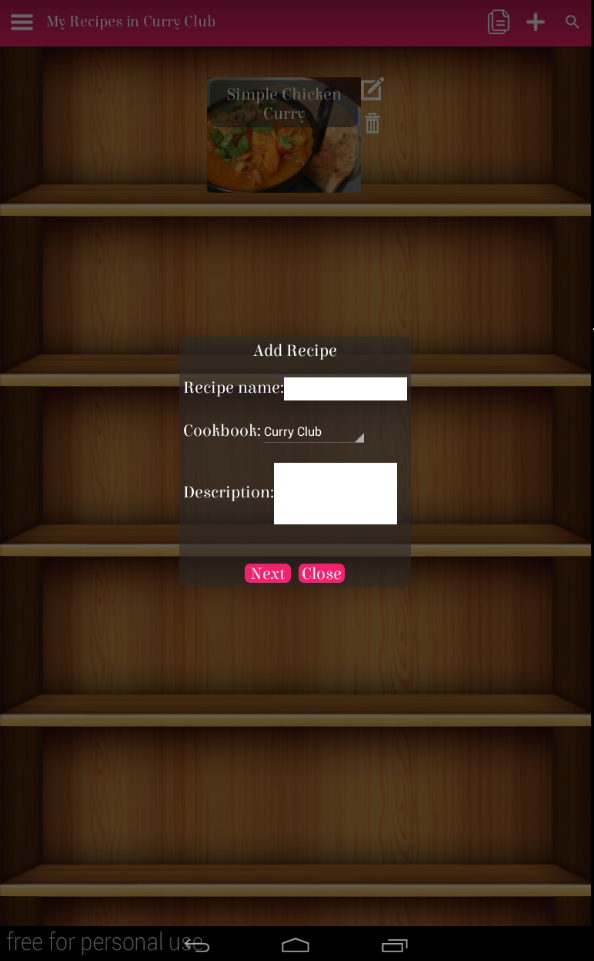 My Recipes in Curry Club
Simple Chicken
Curry
Add Recipe
Recipe name:
Cookbook: Curry Club
Description:
Next Close
free for personal use